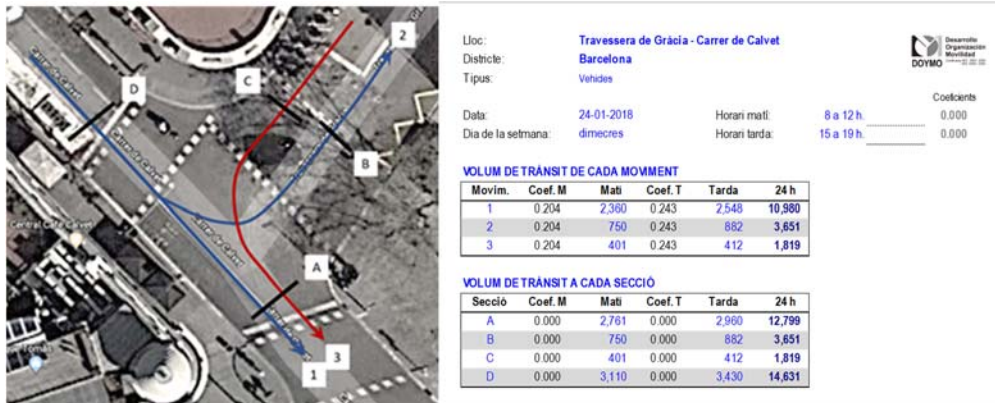 Carrer de Calvet
D
C
2
B
Carrer de Calvet
Carrer de Calvet
A
3
1
Lloc: Travessera de Gràcia - Carrer de Calvet
Districte: Barcelona
Tipus: Vehides
DOYMO
Desarrollo
Organización
Movilidad
Coeficients
Data: 24-01-2018 Horari matí: 8 a 12 h. 0.000
Dia de la setmana: dimecres Horari tarda: 15 a 19 h. 0.000
VOLUM DE TRÀNSIT DE CADA MOVIMENT
Movim. Coef. M Matí Coef. T Tarda 24 h
1 0.204 2,360 0.243 2,548 10,980
2 0.204 750 0.243 882 3,651
3 0.204 401 0.243 412 1,819
VOLUM DE TRÀNSIT A CADA SECCIÓ
Secció Coef. M Matí Coef. T Tarda 24 h
A 0.000 2,761 0.000 2,960 12,799
B 0.000 750 0.000 882 3,651
C 0.000 401 0.000 412 1,819
D 0.000 3,110 0.000 3,430 14,631